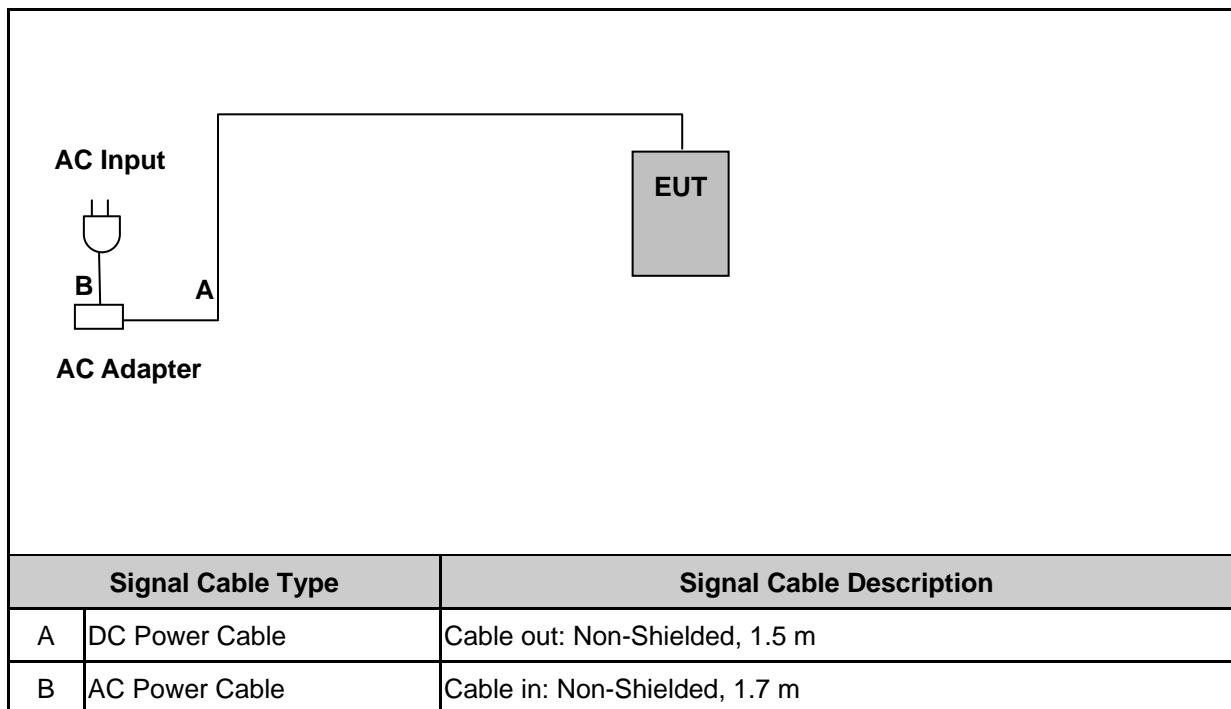 AC Input
EUT
B
A
AC Adapter
Signal Cable Type Signal Cable Description
A DC Power Cable Cable out: Non-Shielded, 1.5 m
B AC Power Cable Cable in: Non-Shielded, 1.7 m